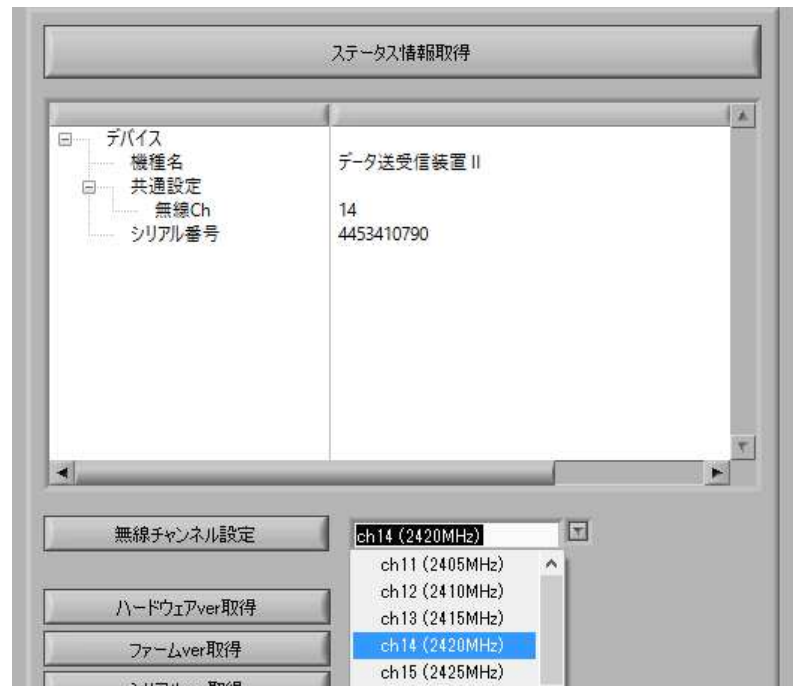 ステータス情報取得
デバイス
機種名 データ送受信装置Ⅱ
共通設定
無線Ch 14
シリアル番号 4453410790
無線チャンネル設定 ch14 (2420MHz)
ch11 (2405MHz)
ch12 (2410MHz)
ハードウェアver取得
ch13 (2415MHz)
ch14 (2420MHz)
ファームver取得
ch15 (2425MHz)